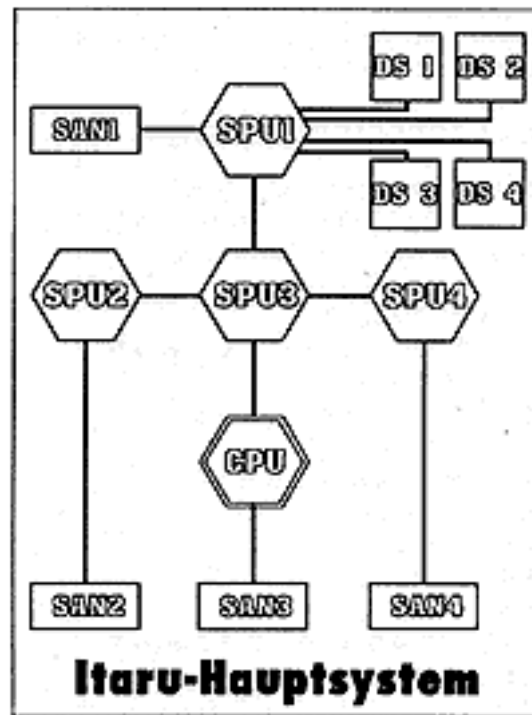 DS 1 DS 2
SAN1 SPU1
DS 3 DS 4
SPU2 SPU3 SPU4
CPU
SAN2 SAN3 SAN4
Itaru-Hauptsystem